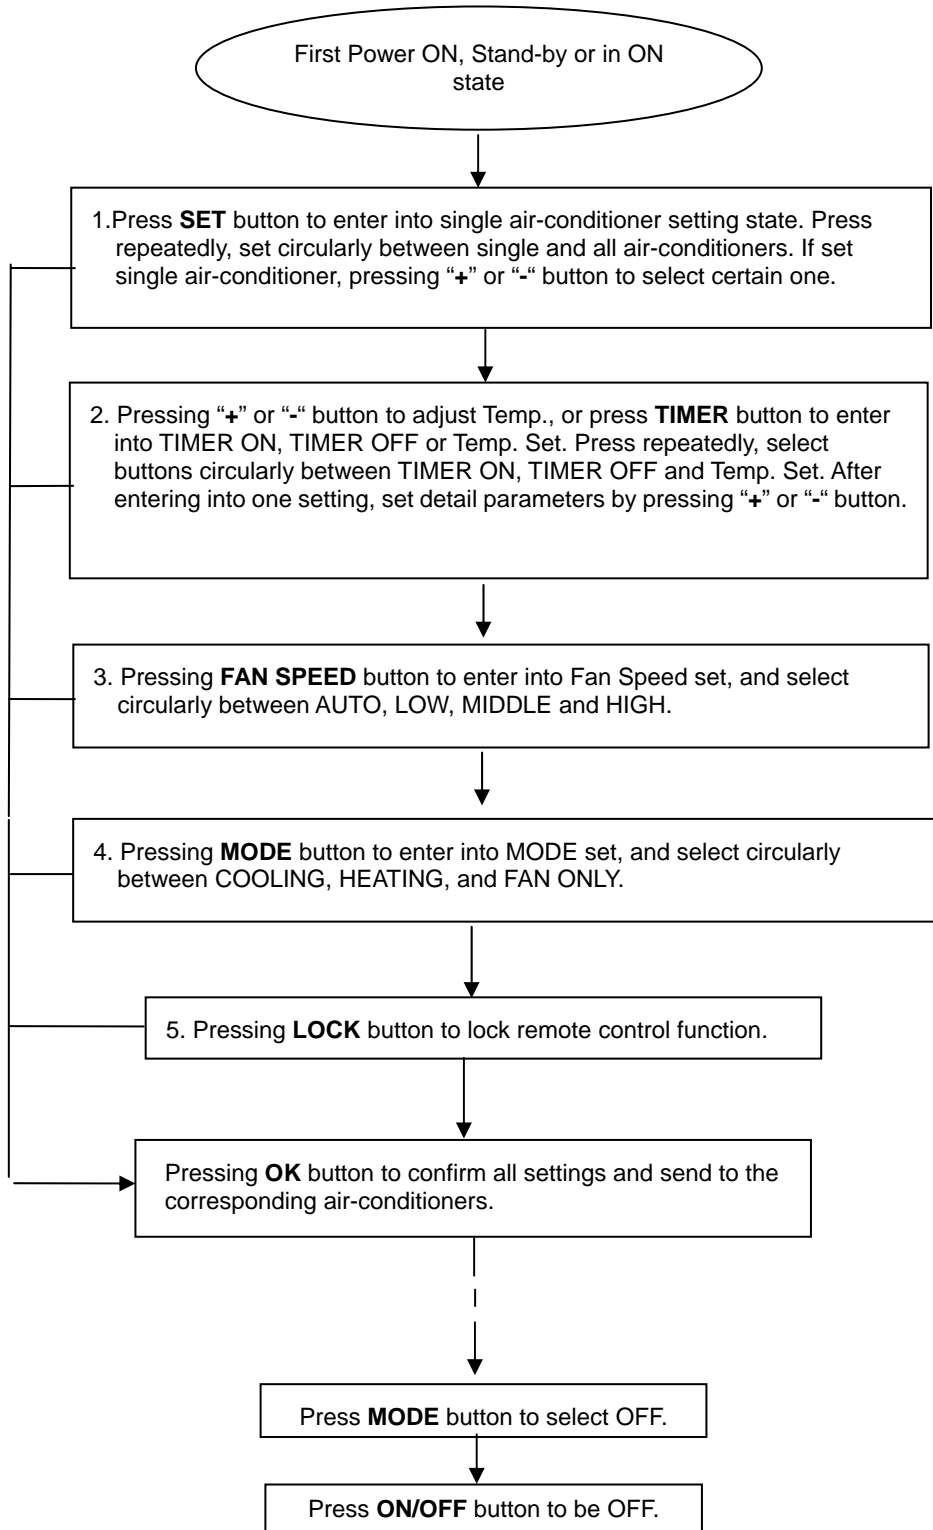 First Power ON, Stand-by or in ON
state
1.Press SET button to enter into single air-conditioner setting state. Press
repeatedly, set circularly between single and all air-conditioners. If set
single air-conditioner, pressing “+” or “-“ button to select certain one.
2. Pressing “+” or “-“ button to adjust Temp., or press TIMER button to enter
into TIMER ON, TIMER OFF or Temp. Set. Press repeatedly, select
buttons circularly between TIMER ON, TIMER OFF and Temp. Set. After
entering into one setting, set detail parameters by pressing “+” or “-“ button.
3. Pressing FAN SPEED button to enter into Fan Speed set, and select
circularly between AUTO, LOW, MIDDLE and HIGH.
4. Pressing MODE button to enter into MODE set, and select circularly
between COOLING, HEATING, and FAN ONLY.
5. Pressing LOCK button to lock remote control function.
Pressing OK button to confirm all settings and send to the
corresponding air-conditioners.
Press MODE button to select OFF.
Press ON/OFF button to be OFF.